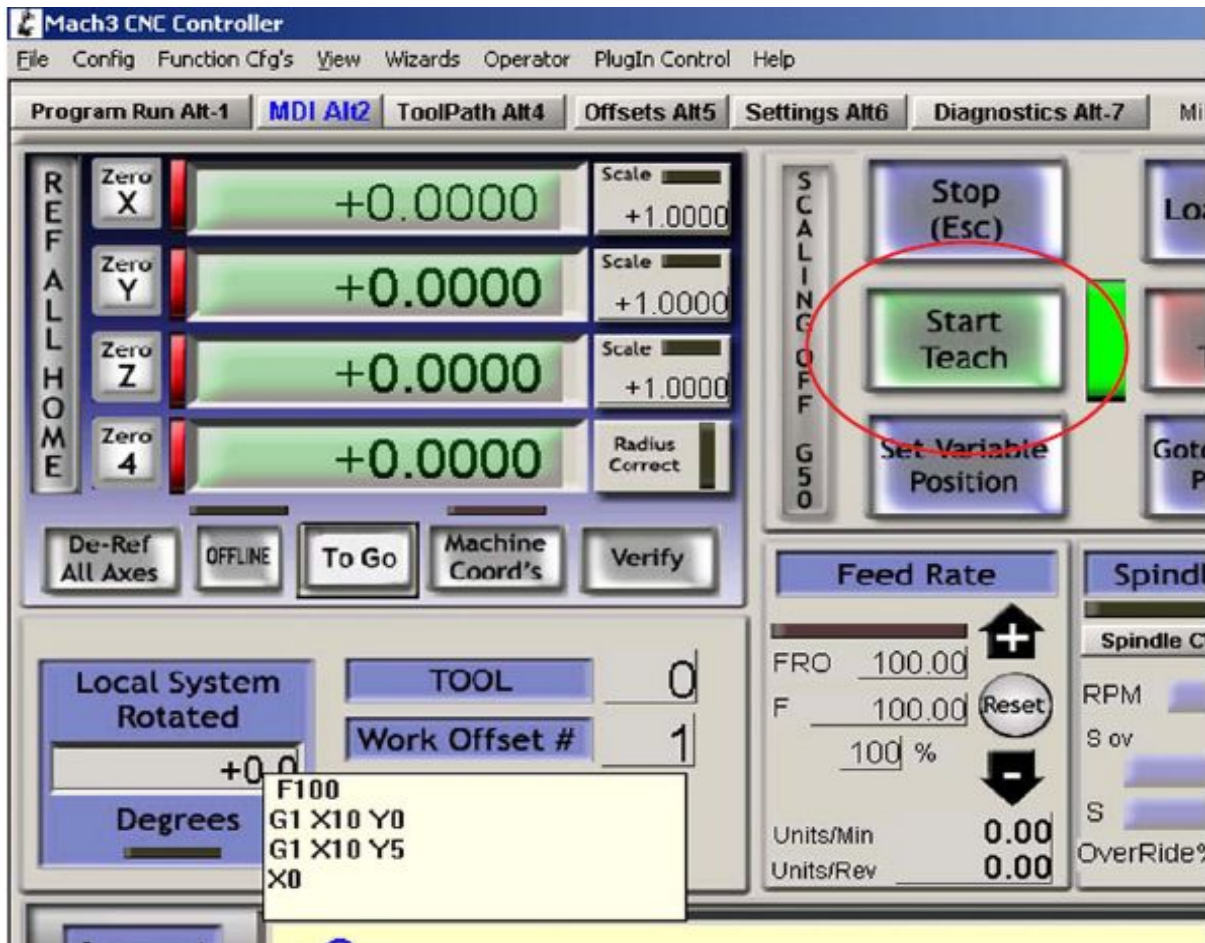 Mach3 CNC Controller
File Config Function Cfg's View Wizards Operator PlugIn Control Help
Program Run Alt-1 MDI Alt2 ToolPath Alt4 Offsets Alt5 Settings Alt6 Diagnostics Alt-7
REF ALL HOME
Zero
X
+0.0000
Scale
+1.0000
Zero
Y
+0.0000
Scale
+1.0000
Zero
Z
+0.0000
Scale
+1.0000
Zero
4
+0.0000
Radius
Correct
De-Ref
All Axes
OFFLINE
To Go
Machine
Coord's
Verify
SCALING OFF G50
Stop
(Esc)
Start
Teach
Set Variable
Position
Feed Rate
FRO 100.00
F 100.00
100 %
+
Reset
-
Units/Min 0.00
Units/Rev 0.00
RPM
S ov
S
OverRide%
Local System
Rotated
+0.0
Degrees
TOOL 0
Work Offset # 1
F100
G1 X10 Y0
G1 X10 Y5
X0